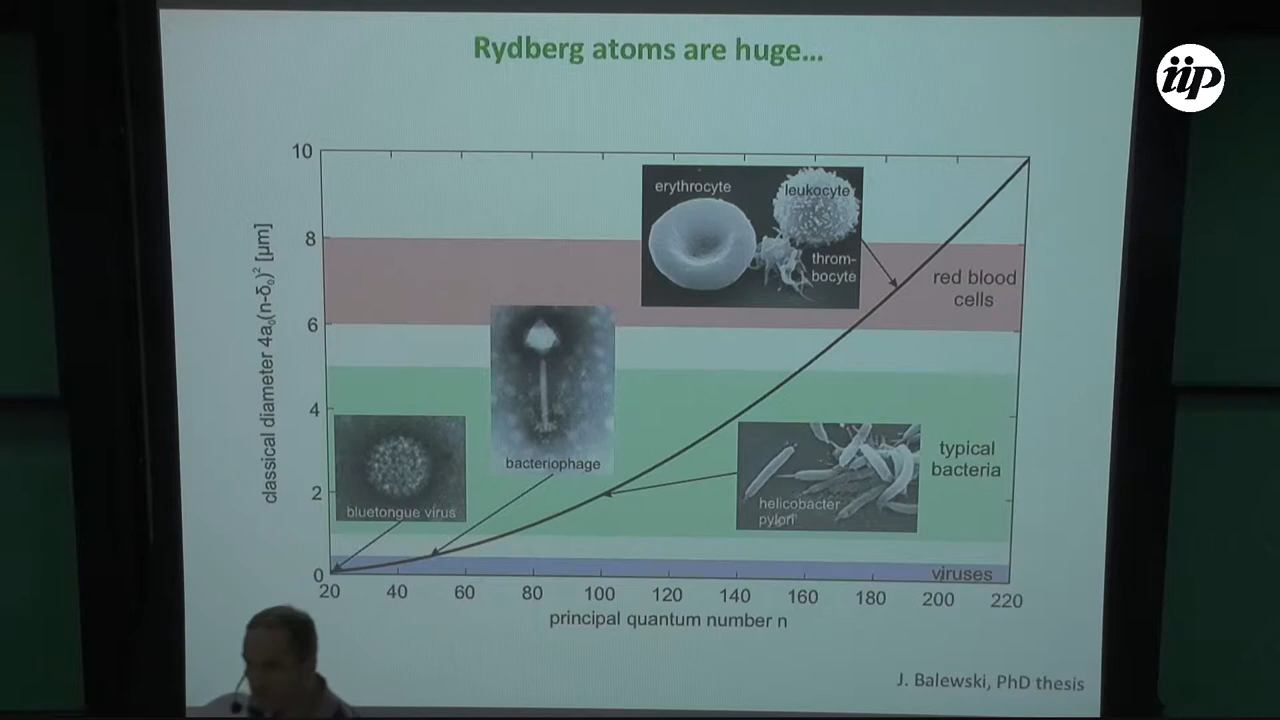 Rydberg atoms are huge...
iip
10
8
6
4
2
0
classical diameter 4a₀(n-δ₀)² [µm]
erythrocyte
leukocyte
throm-
bocyte
red blood
cells
bacteriophage
bluetongue virus
helicobacter
pylori
typical
bacteria
viruses
20 40 60 80 100 120 140 160 180 200 220
principal quantum number n
J. Balewski, PhD thesis